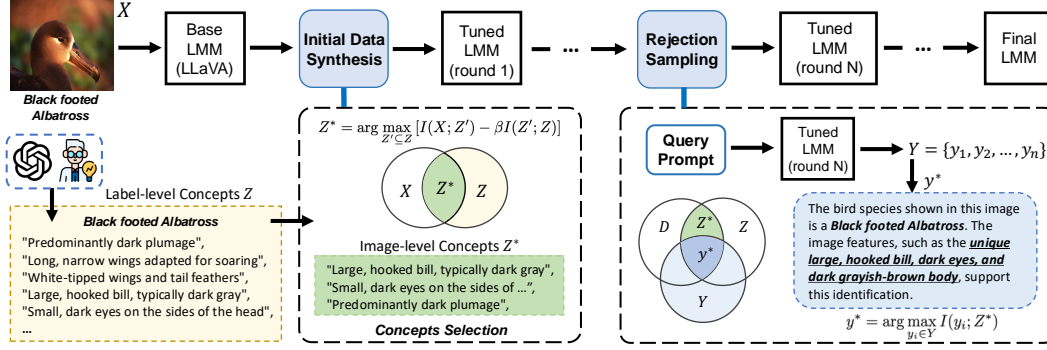 X
Base
LMM
(LLaVA)
Initial Data
Synthesis
Tuned
LMM
(round 1)
...
Rejection
Sampling
Tuned
LMM
(round N)
...
Final
LMM
Black footed
Albatross
Label-level Concepts Z
Black footed Albatross
"Predominantly dark plumage",
"Long, narrow wings adapted for soaring",
"White-tipped wings and tail feathers",
"Large, hooked bill, typically dark gray",
"Small, dark eyes on the sides of the head",
...
Z* = arg max_{Z'⊆Z} [I(X; Z') − βI(Z'; Z)]
X
Z*
Z
Image-level Concepts Z*
"Large, hooked bill, typically dark gray",
"Small, dark eyes on the sides of …",
"Predominantly dark plumage",
Concepts Selection
Query
Prompt
Tuned
LMM
(round N)
Y = {y₁, y₂, …, yₙ}
y*
D
Z*
Z
y*
Y
The bird species shown in this image
is a Black footed Albatross. The
image features, such as the unique
large, hooked bill, dark eyes, and
dark grayish-brown body, support
this identification.
y* = arg max_{yᵢ∈Y} I(yᵢ; Z*)